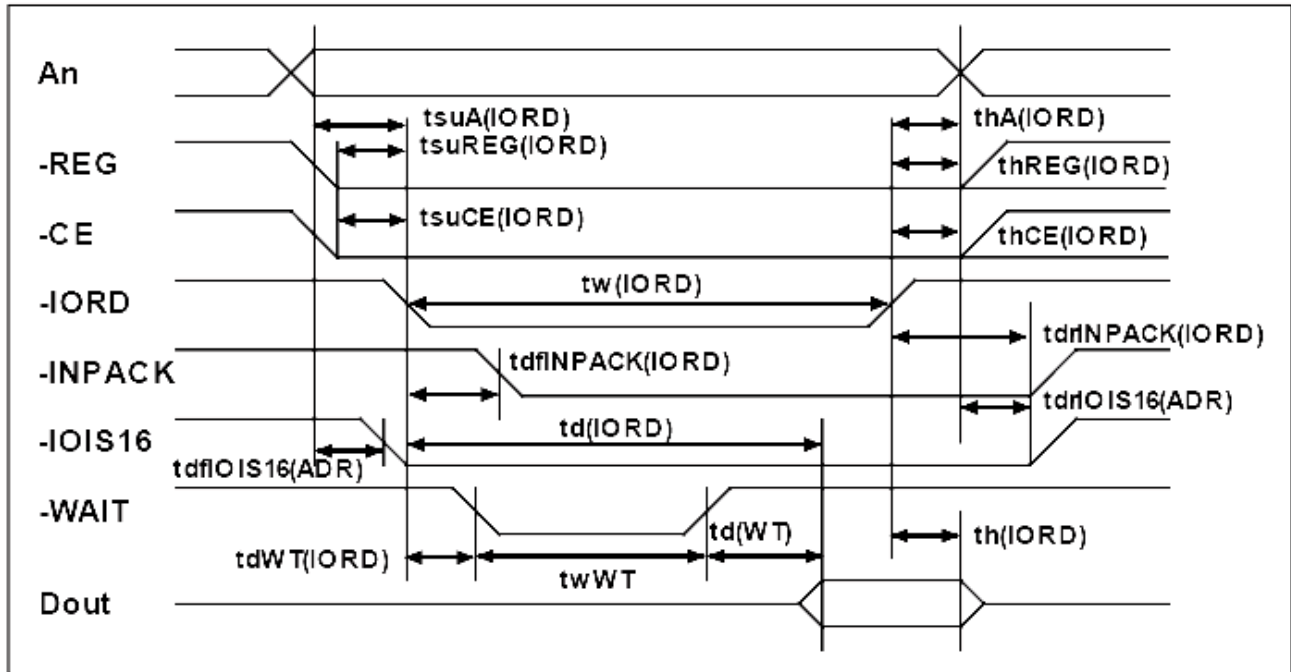 An
tsuA(IORD)
thA(IORD)
tsuREG(IORD)
-REG
thREG(IORD)
tsuCE(IORD)
-CE
thCE(IORD)
tw(IORD)
-IORD
tdrINPACK(IORD)
tdfINPACK(IORD)
-INPACK
tdrIOIS16(ADR)
-IOIS16
td(IORD)
tdfIOIS16(ADR)
-WAIT
td(WT)
th(IORD)
tdWT(IORD)
twWT
Dout